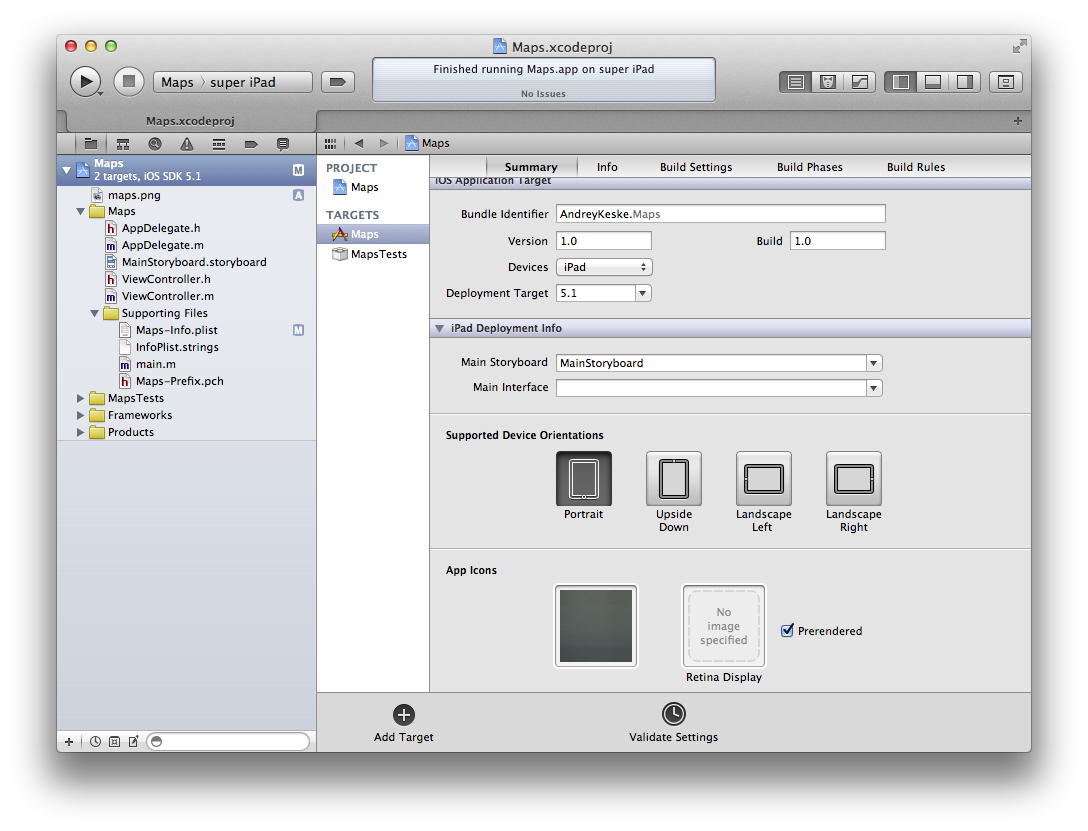 Maps.xcodeproj
Maps
super iPad
Finished running Maps.app on super iPad
No Issues
Maps.xcodeproj
Maps
2 targets, iOS SDK 5.1
M
maps.png
A
Maps
h AppDelegate.h
m AppDelegate.m
MainStoryboard.storyboard
h ViewController.h
m ViewController.m
Supporting Files
Maps-Info.plist
M
InfoPlist.strings
m main.m
h Maps-Prefix.pch
MapsTests
Frameworks
Products
Maps
PROJECT
Maps
TARGETS
Maps
MapsTests
Summary
Info
Build Settings
Build Phases
Build Rules
iOS Application Target
Bundle Identifier AndreyKeske.Maps
Version 1.0
Build 1.0
Devices iPad
Deployment Target 5.1
iPad Deployment Info
Main Storyboard MainStoryboard
Main Interface
Supported Device Orientations
Portrait
Upside
Down
Landscape
Left
Landscape
Right
App Icons
No
image
specified
Prerendered
Retina Display
Add Target
Validate Settings